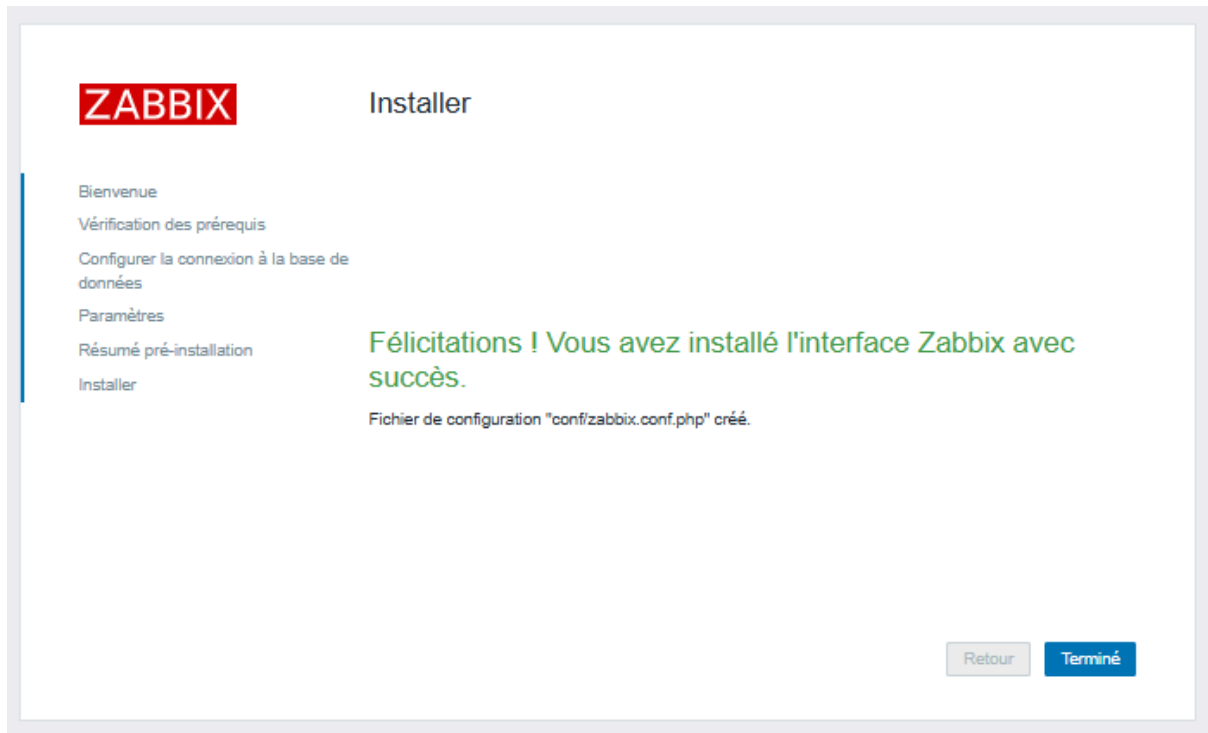 ZABBIX
Installer
Bienvenue
Vérification des prérequis
Configurer la connexion à la base de
données
Paramètres
Résumé pré-installation
Installer
Félicitations ! Vous avez installé l'interface Zabbix avec
succès.
Fichier de configuration "conf/zabbix.conf.php" créé.
Retour
Terminé